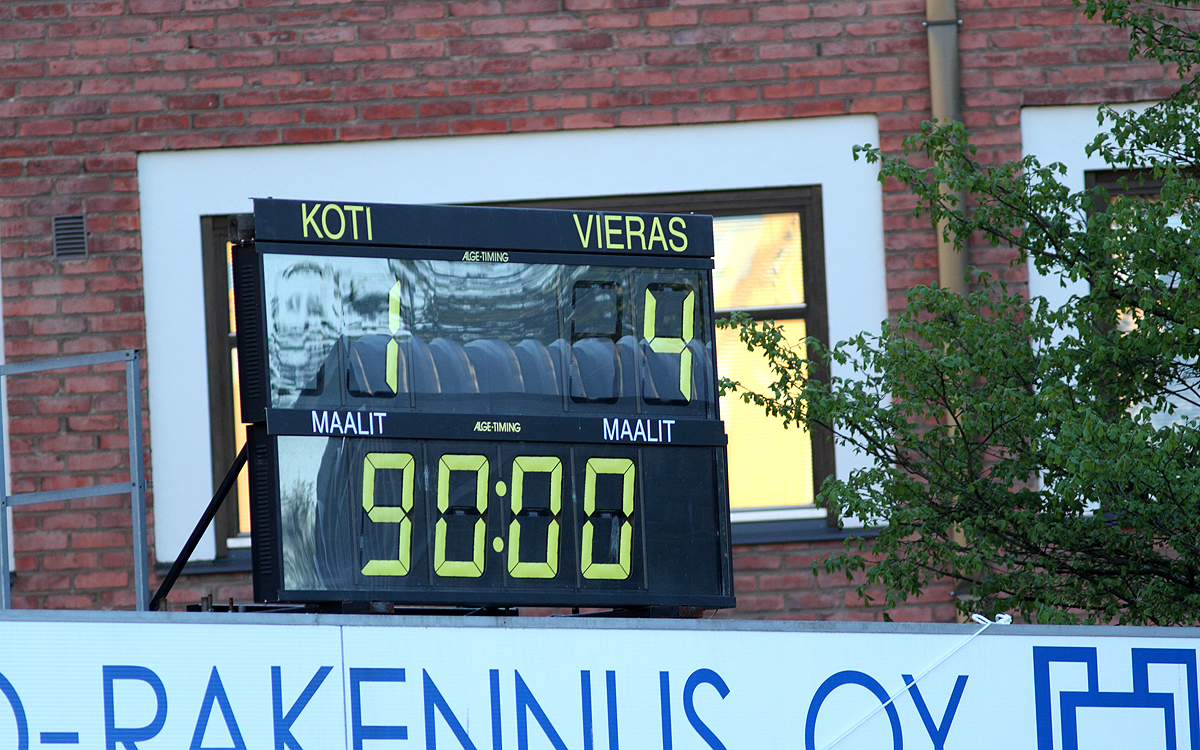 KOTI VIERAS
ALGE-TIMING
1 4
MAALIT ALGE-TIMING MAALIT
90:00
O-RAKENNUS OY